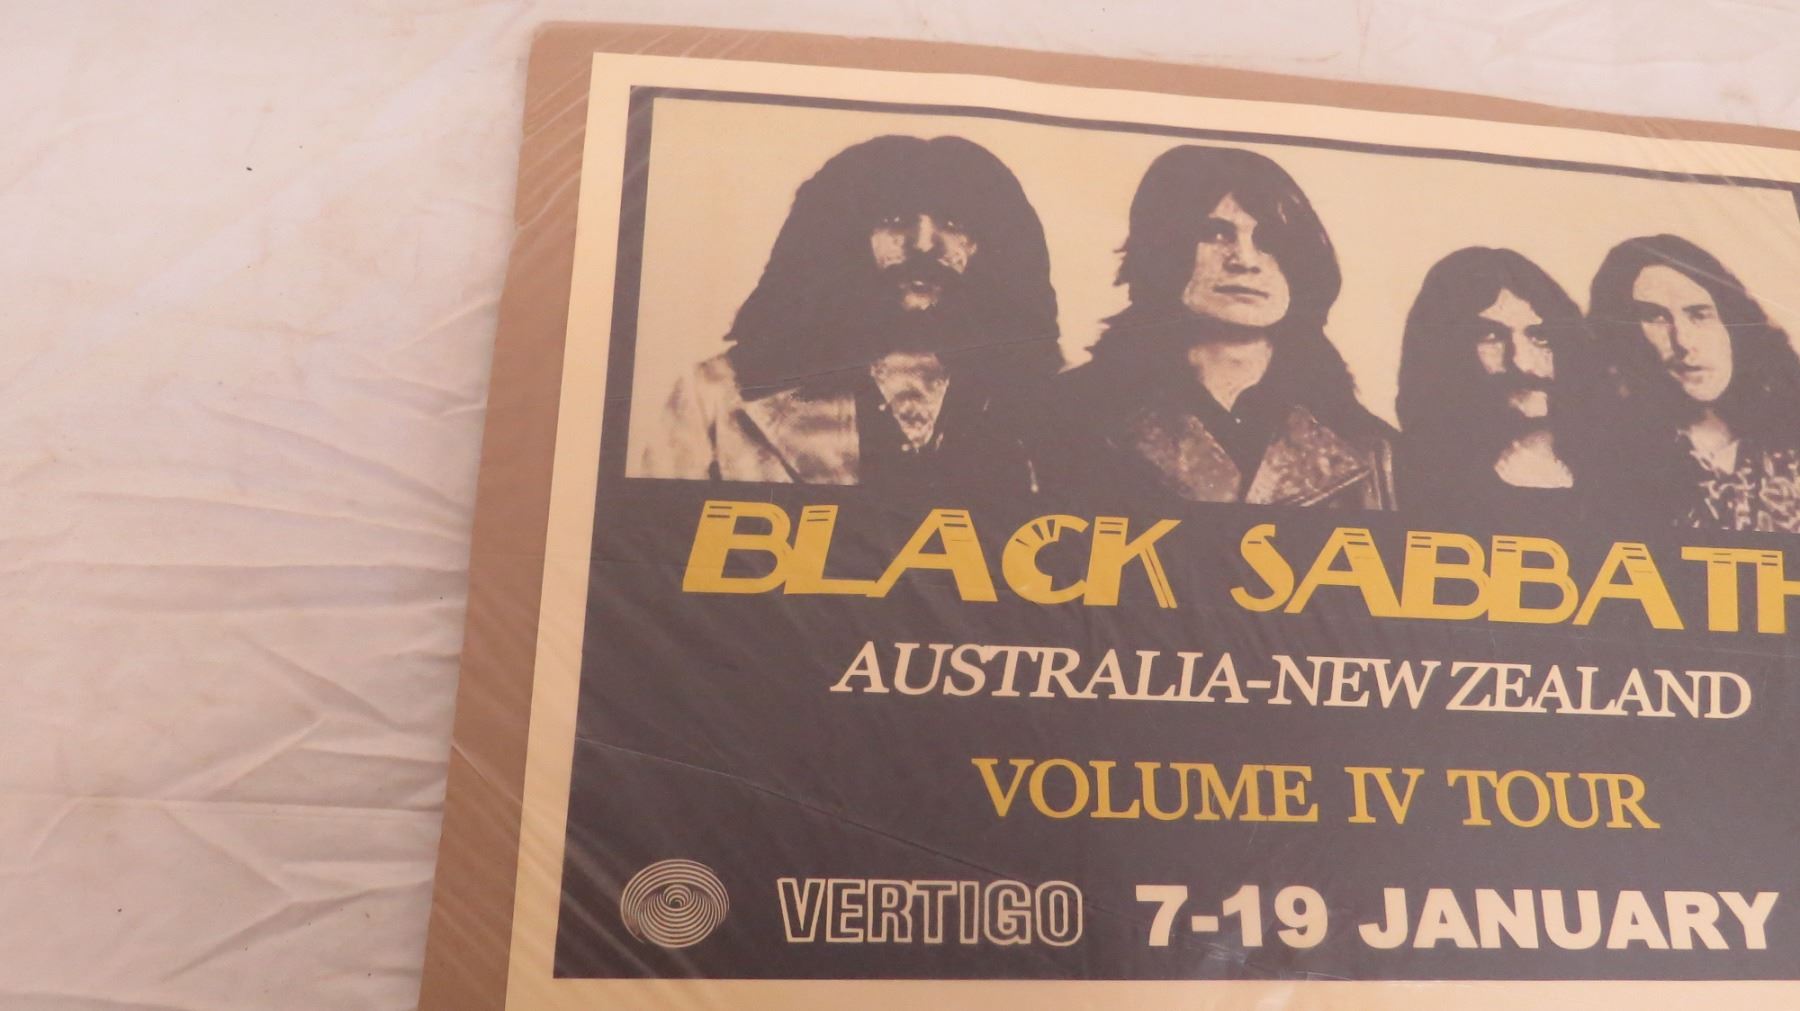 BLACK SABBATH
AUSTRALIA-NEW ZEALAND
VOLUME IV TOUR
VERTIGO 7-19 JANUARY